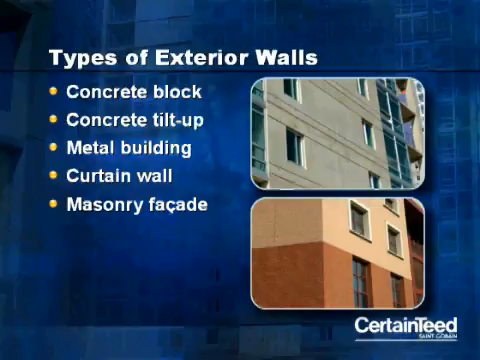 Types of Exterior Walls
Concrete block
Concrete tilt-up
Metal building
Curtain wall
Masonry façade
CertainTeed
SAINT-GOBAIN